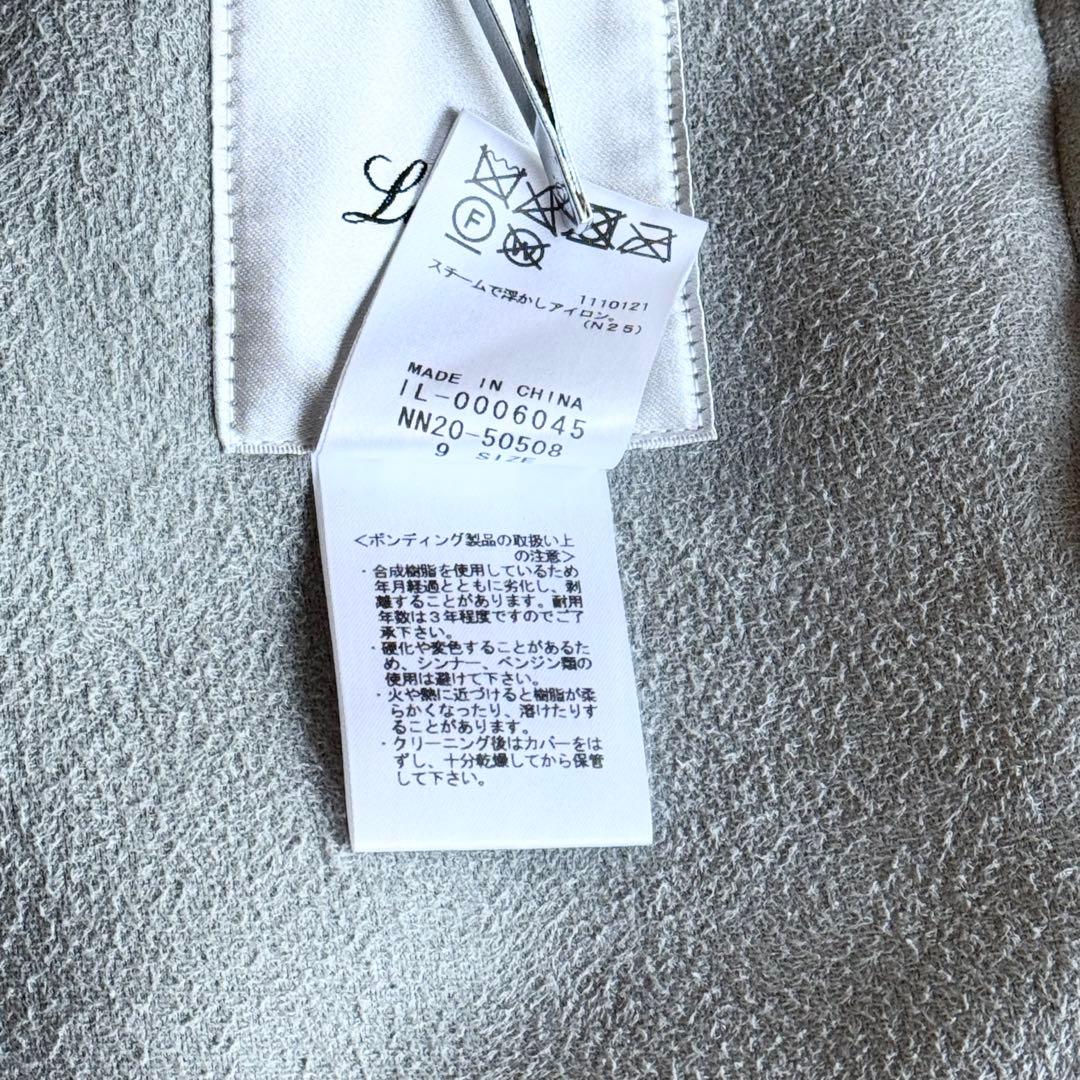 F
W
1110121
スチームで浮かしアイロン。
(N25)
MADE IN CHINA
IL-0006045
NN20-50508
9 SIZE
<ボンディング製品の取扱い上
の注意>
・合成樹脂を使用しているため
年月経過とともに劣化し、剥
離することがあります。耐用
年数は3年程度ですのでご了
承下さい。
・硬化や変色することがあるた
め、シンナー、ベンジン類の
使用は避けて下さい。
・火や熱に近づけると樹脂が柔
らかくなったり、溶けたりす
ることがあります。
・クリーニング後はカバーをは
ずし、十分乾燥してから保管
して下さい。